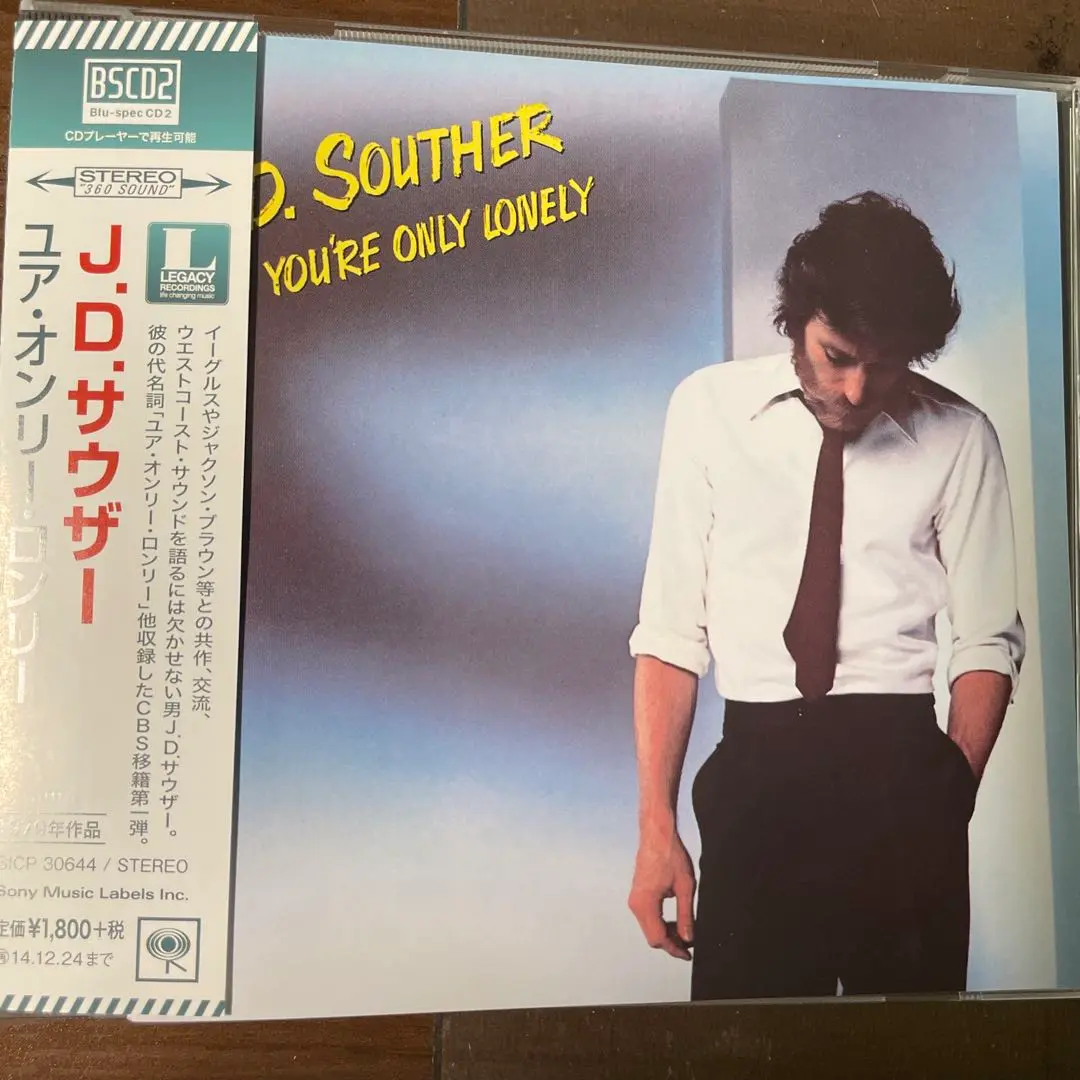 BSCD2
Blu-spec CD2
CDプレーヤーで再生可能
STEREO
"360 SOUND"
L
LEGACY
RECORDINGS
life changing music
J.D.サウザー
ユア・オンリー・ロンリー
イーグルスやジャクソン・ブラウン等との共作、交流、
ウエストコースト・サウンドを語るには欠かせない男J.D.サウザー。
彼の代名詞「ユア・オンリー・ロンリー」他収録したCBS移籍第一弾。
年作品
SICP 30644 / STEREO
Sony Music Labels Inc.
定価¥1,800+税
14.12.24まで
D. SOUTHER
YOU'RE ONLY LONELY